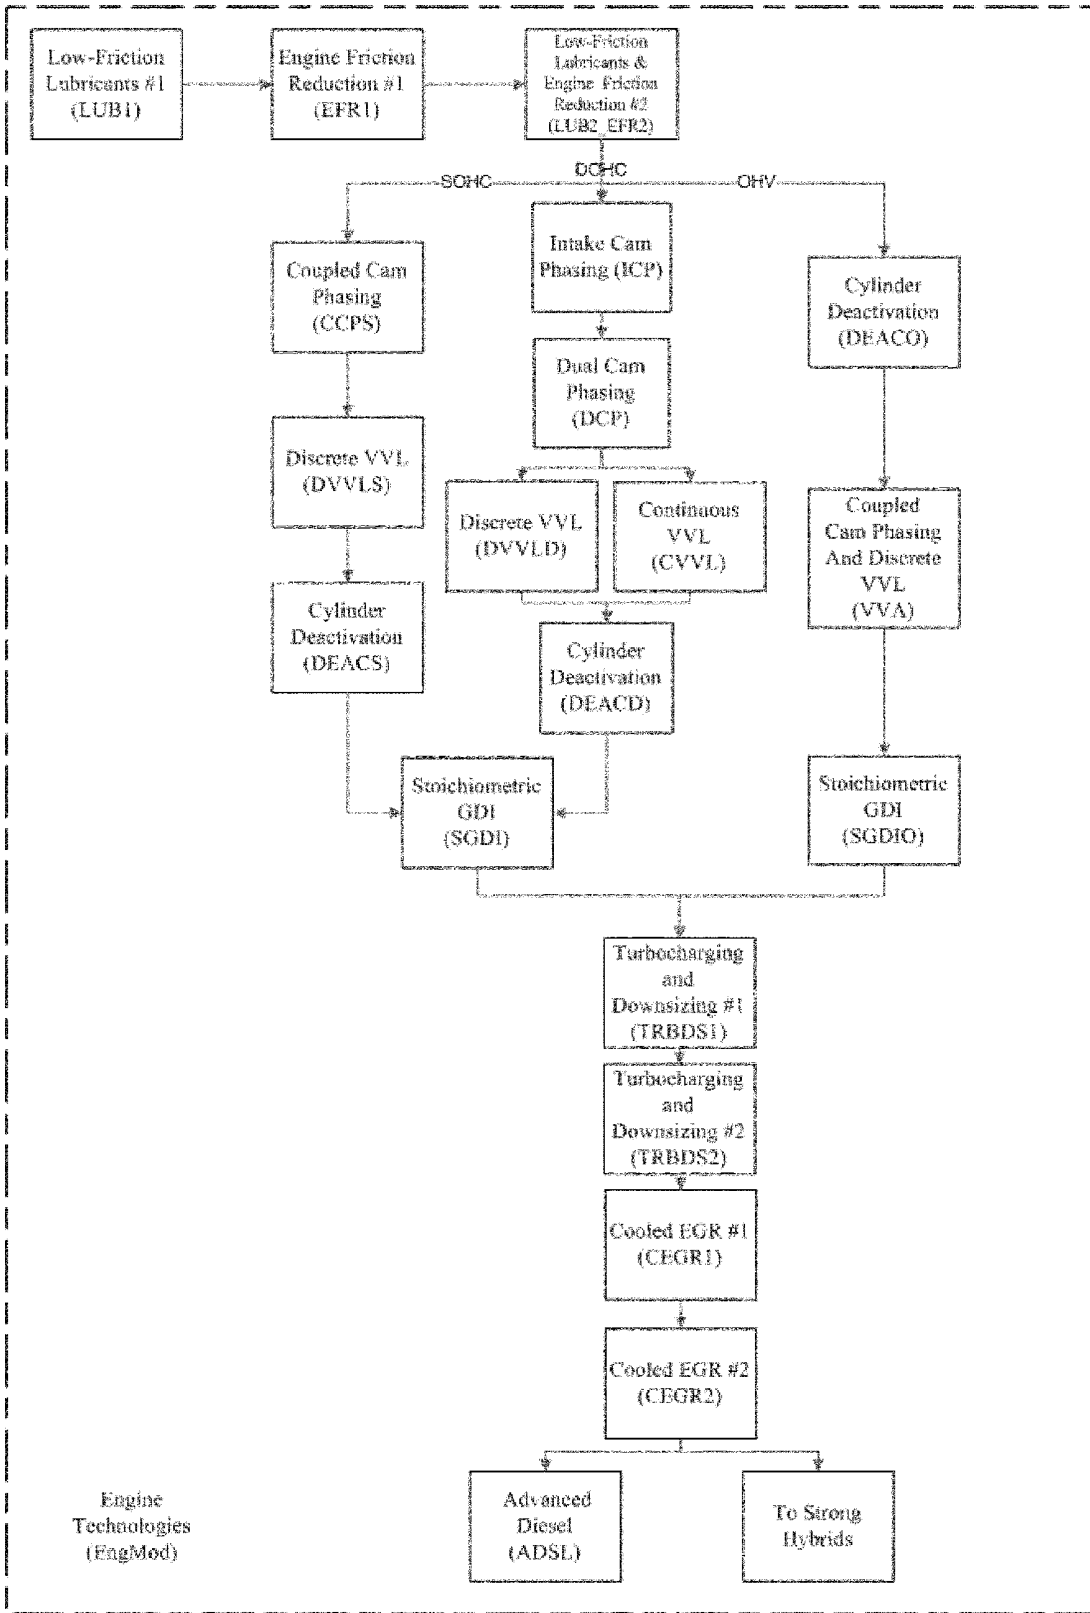 Low-Friction
Lubricants #1
(LUB1)
Engine Friction
Reduction #1
(EFR1)
Low-Friction
Lubricants &
Engine Friction
Reduction #2
(LUB2_EFR2)
SOHC
DOHC
OHV
Coupled Cam
Phasing
(CCPS)
Intake Cam
Phasing (ICP)
Cylinder
Deactivation
(DEACO)
Dual Cam
Phasing
(DCP)
Discrete VVL
(DVVLS)
Discrete VVL
(DVVLD)
Continuous
VVL
(CVVL)
Coupled
Cam Phasing
And Discrete
VVL
(VVA)
Cylinder
Deactivation
(DEACS)
Cylinder
Deactivation
(DEACD)
Stoichiometric
GDI
(SGDI)
Stoichiometric
GDI
(SGDIO)
Turbocharging
and
Downsizing #1
(TRBDS1)
Turbocharging
and
Downsizing #2
(TRBDS2)
Cooled EGR #1
(CEGR1)
Cooled EGR #2
(CEGR2)
Engine
Technologies
(EngMod)
Advanced
Diesel
(ADSL)
To Strong
Hybrids